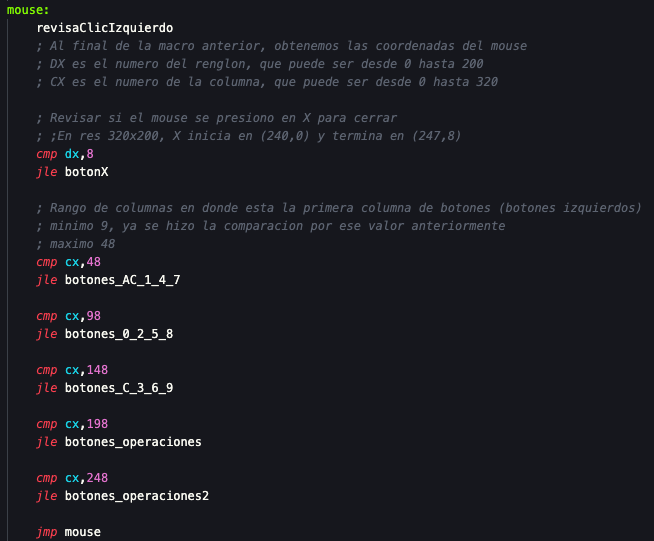 mouse:
revisaClicIzquierdo
; Al final de la macro anterior, obtenemos las coordenadas del mouse
; DX es el numero del renglon, que puede ser desde 0 hasta 200
; CX es el numero de la columna, que puede ser desde 0 hasta 320
; Revisar si el mouse se presiono en X para cerrar
; ;En res 320x200, X inicia en (240,0) y termina en (247,8)
cmp dx,8
jle botonX
; Rango de columnas en donde esta la primera columna de botones (botones izquierdos)
; minimo 9, ya se hizo la comparacion por ese valor anteriormente
; maximo 48
cmp cx,48
jle botones_AC_1_4_7
cmp cx,98
jle botones_0_2_5_8
cmp cx,148
jle botones_C_3_6_9
cmp cx,198
jle botones_operaciones
cmp cx,248
jle botones_operaciones2
jmp mouse